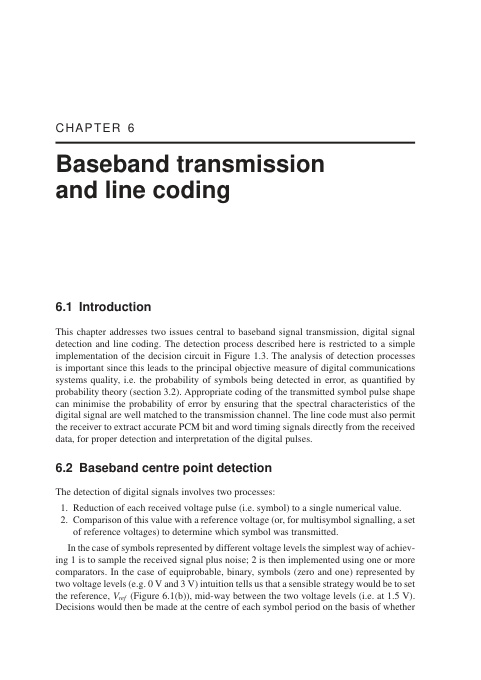 CHAPTER 6
Baseband transmission
and line coding
6.1 Introduction
This chapter addresses two issues central to baseband signal transmission, digital signal
detection and line coding. The detection process described here is restricted to a simple
implementation of the decision circuit in Figure 1.3. The analysis of detection processes
is important since this leads to the principal objective measure of digital communications
systems quality, i.e. the probability of symbols being detected in error, as quantified by
probability theory (section 3.2). Appropriate coding of the transmitted symbol pulse shape
can minimise the probability of error by ensuring that the spectral characteristics of the
digital signal are well matched to the transmission channel. The line code must also permit
the receiver to extract accurate PCM bit and word timing signals directly from the received
data, for proper detection and interpretation of the digital pulses.
6.2 Baseband centre point detection
The detection of digital signals involves two processes:
1. Reduction of each received voltage pulse (i.e. symbol) to a single numerical value.
2. Comparison of this value with a reference voltage (or, for multisymbol signalling, a set
of reference voltages) to determine which symbol was transmitted.
In the case of symbols represented by different voltage levels the simplest way of achiev-
ing 1 is to sample the received signal plus noise; 2 is then implemented using one or more
comparators. In the case of equiprobable, binary, symbols (zero and one) represented by
two voltage levels (e.g. 0 V and 3 V) intuition tells us that a sensible strategy would be to set
the reference, Vref (Figure 6.1(b)), mid-way between the two voltage levels (i.e. at 1.5 V).
Decisions would then be made at the centre of each symbol period on the basis of whether